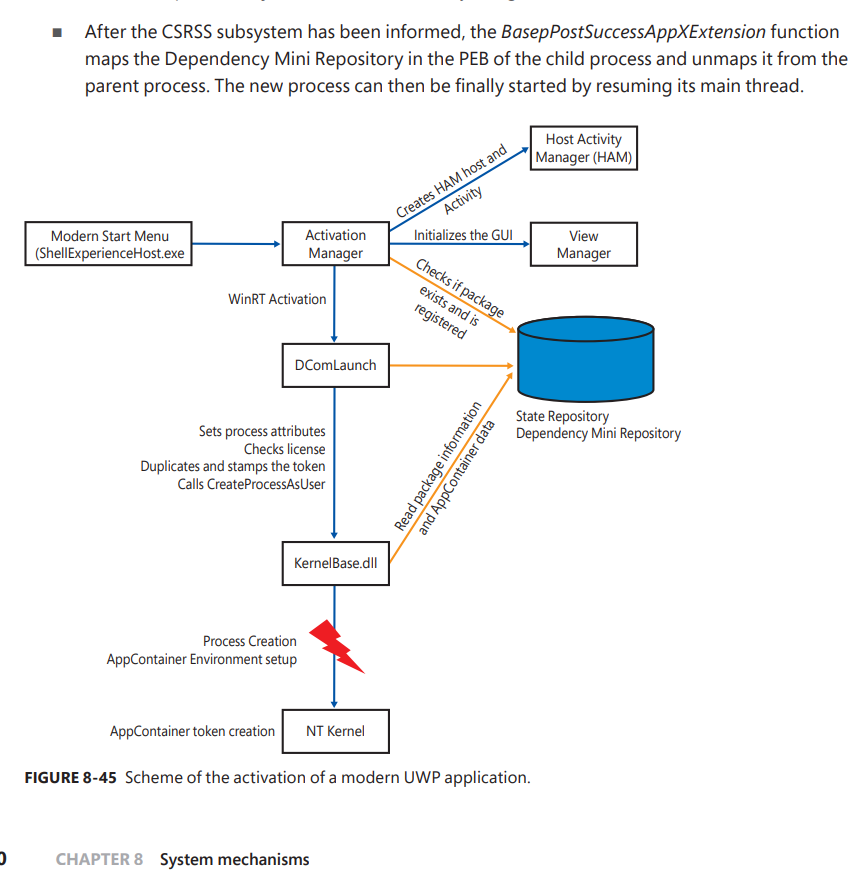 ■ After the CSRSS subsystem has been informed, the BasepPostSuccessAppXExtension function
maps the Dependency Mini Repository in the PEB of the child process and unmaps it from the
parent process. The new process can then be finally started by resuming its main thread.
Host Activity
Manager (HAM)
Creates HAM host and
Activity
Modern Start Menu
(ShellExperienceHost.exe
Activation
Manager
Initializes the GUI
View
Manager
Checks if package
exists and is
registered
WinRT Activation
DComLaunch
State Repository
Dependency Mini Repository
Sets process attributes
Checks license
Duplicates and stamps the token
Calls CreateProcessAsUser
Read package information
and AppContainer data
KernelBase.dll
Process Creation
AppContainer Environment setup
AppContainer token creation
NT Kernel
FIGURE 8-45 Scheme of the activation of a modern UWP application.
0 CHAPTER 8 System mechanisms